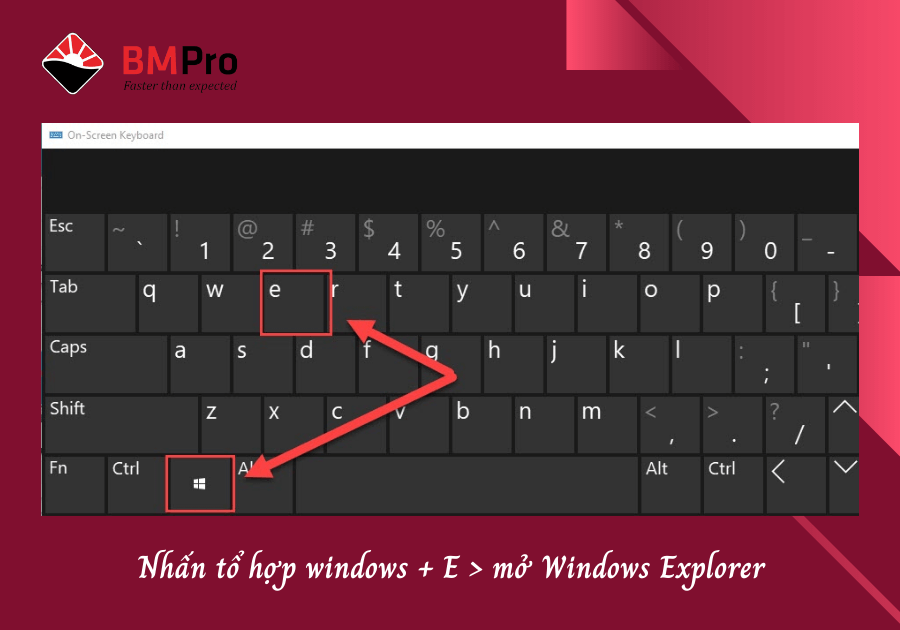 BMPro
Faster than expected
On-Screen Keyboard
Esc ~ ` ! 1 @ 2 # 3 $ 4 % 5 ^ 6 & 7 * 8 ( 9 ) 0 _ -
Tab q w e r t y u i o p { [ }
Caps a s d f g h j k l : ; " '
Shift z x c v b n m < , > . ? /
Fn Ctrl Alt Alt Ctrl
Nhấn tổ hợp windows + E > mở Windows Explorer